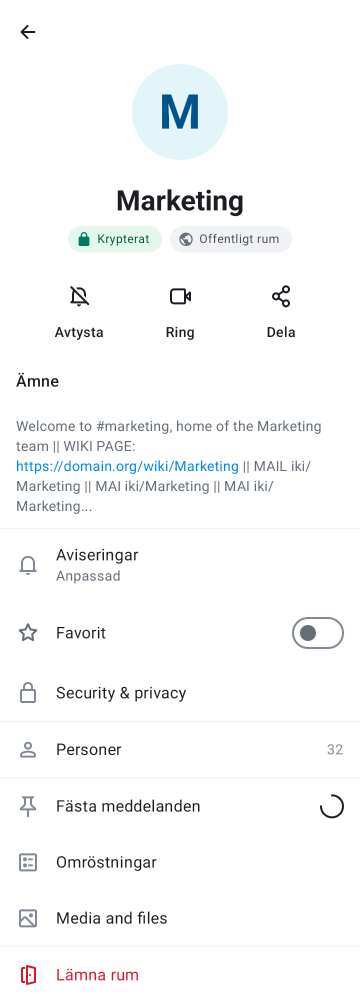 M
Marketing
Krypterat
Offentligt rum
Avtysta
Ring
Dela
Ämne
Welcome to #marketing, home of the Marketing
team || WIKI PAGE:
https://domain.org/wiki/Marketing || MAIL iki/
Marketing || MAI iki/Marketing || MAI iki/
Marketing...
Aviseringar
Anpassad
Favorit
Security & privacy
Personer 32
Fästa meddelanden
Omröstningar
Media and files
Lämna rum